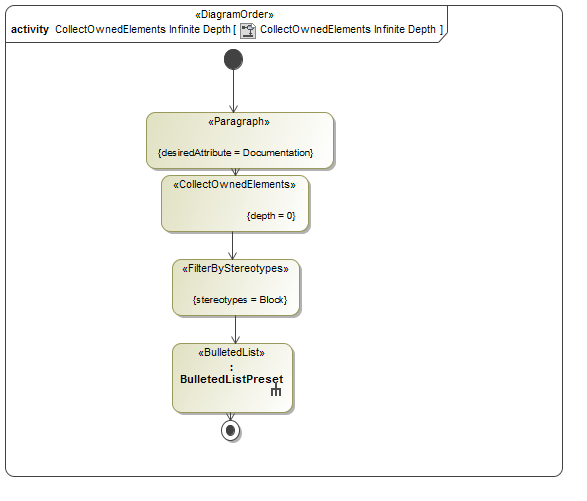 «DiagramOrder»
activity CollectOwnedElements Infinite Depth [ CollectOwnedElements Infinite Depth ]
«Paragraph»
{desiredAttribute = Documentation}
«CollectOwnedElements»
{depth = 0}
«FilterByStereotypes»
{stereotypes = Block}
«BulletedList»
:
BulletedListPreset